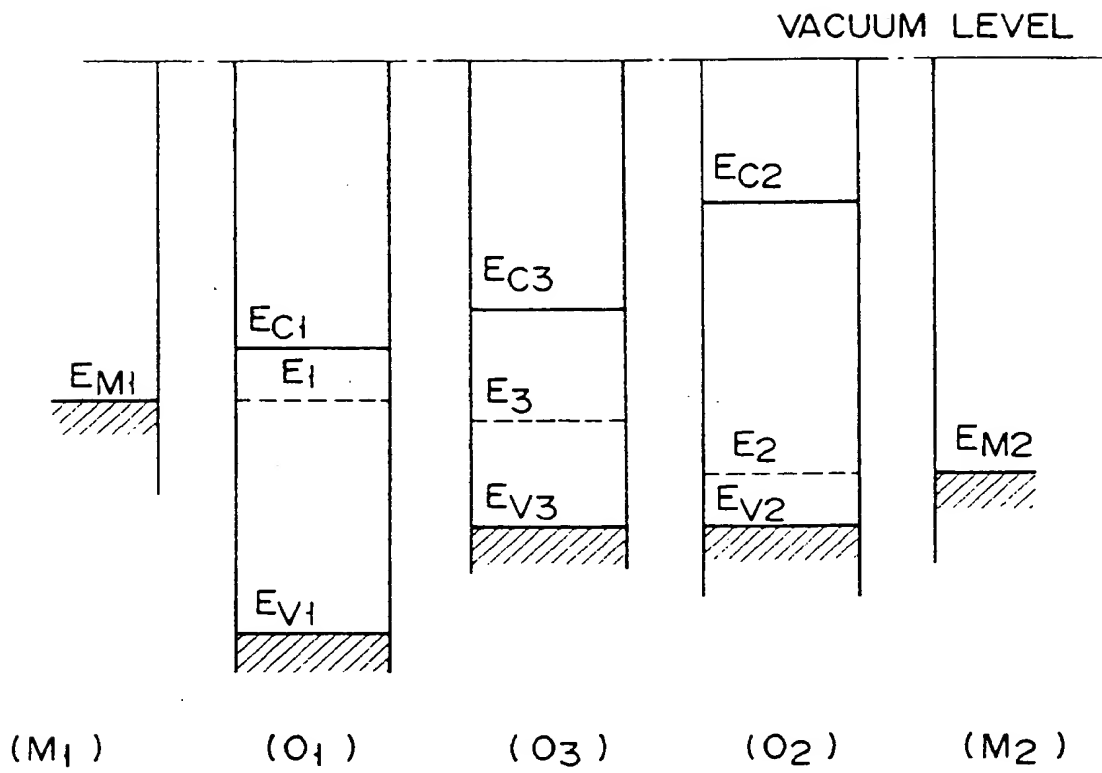 VACUUM LEVEL
EC2
EC3
EC1
EM1
E1
E3
E2
EM2
EV3
EV2
EV1
(M1)
(O1)
(O3)
(O2)
(M2)